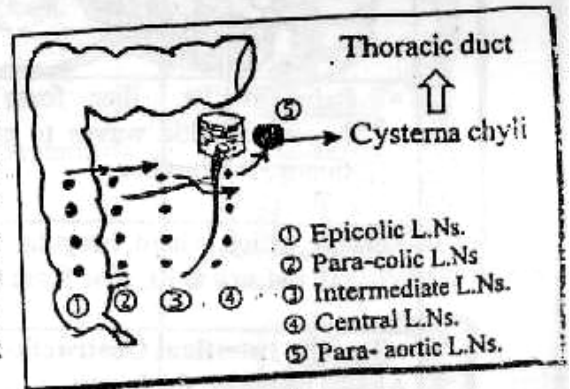 Thoracic duct
⑤
Cysterna chyli
① Epicolic L.Ns.
② Para-colic L.Ns
③ Intermediate L.Ns.
④ Central L.Ns.
⑤ Para- aortic L.Ns.
① ② ③ ④